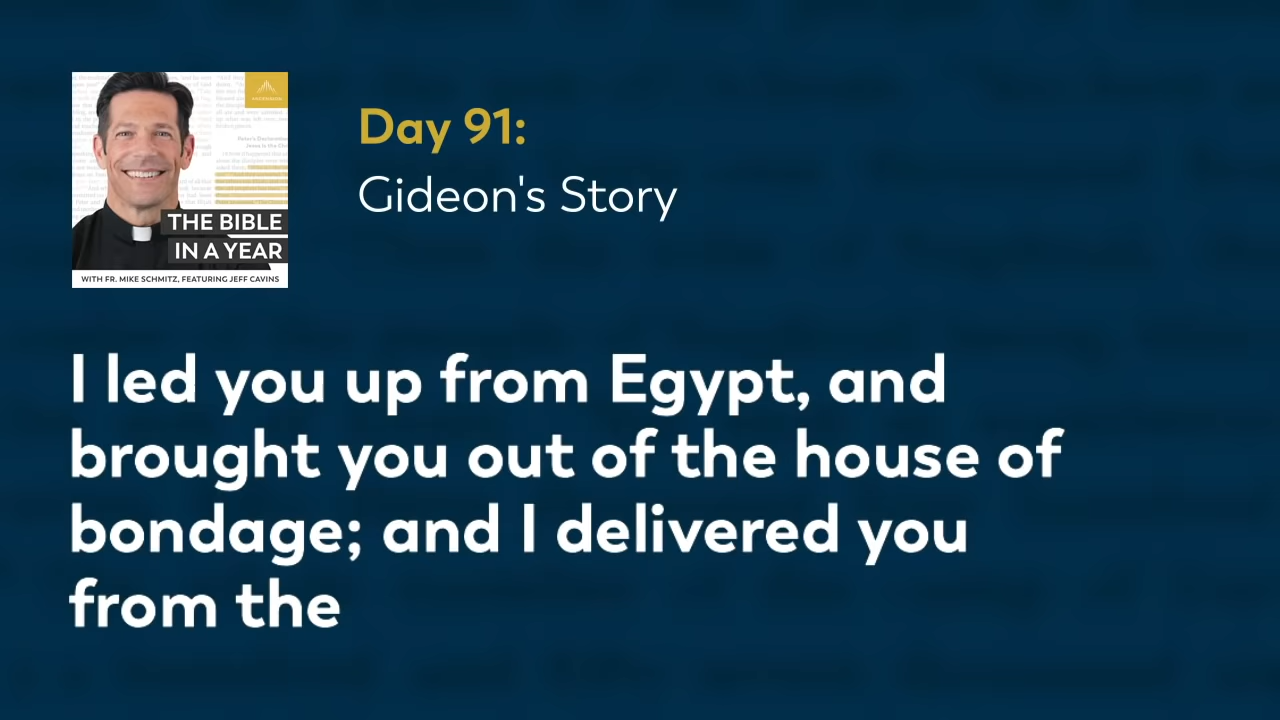 Day 91:
Gideon's Story
THE BIBLE
IN A YEAR
WITH FR. MIKE SCHMITZ, FEATURING JEFF CAVINS
I led you up from Egypt, and
brought you out of the house of
bondage; and I delivered you
from the